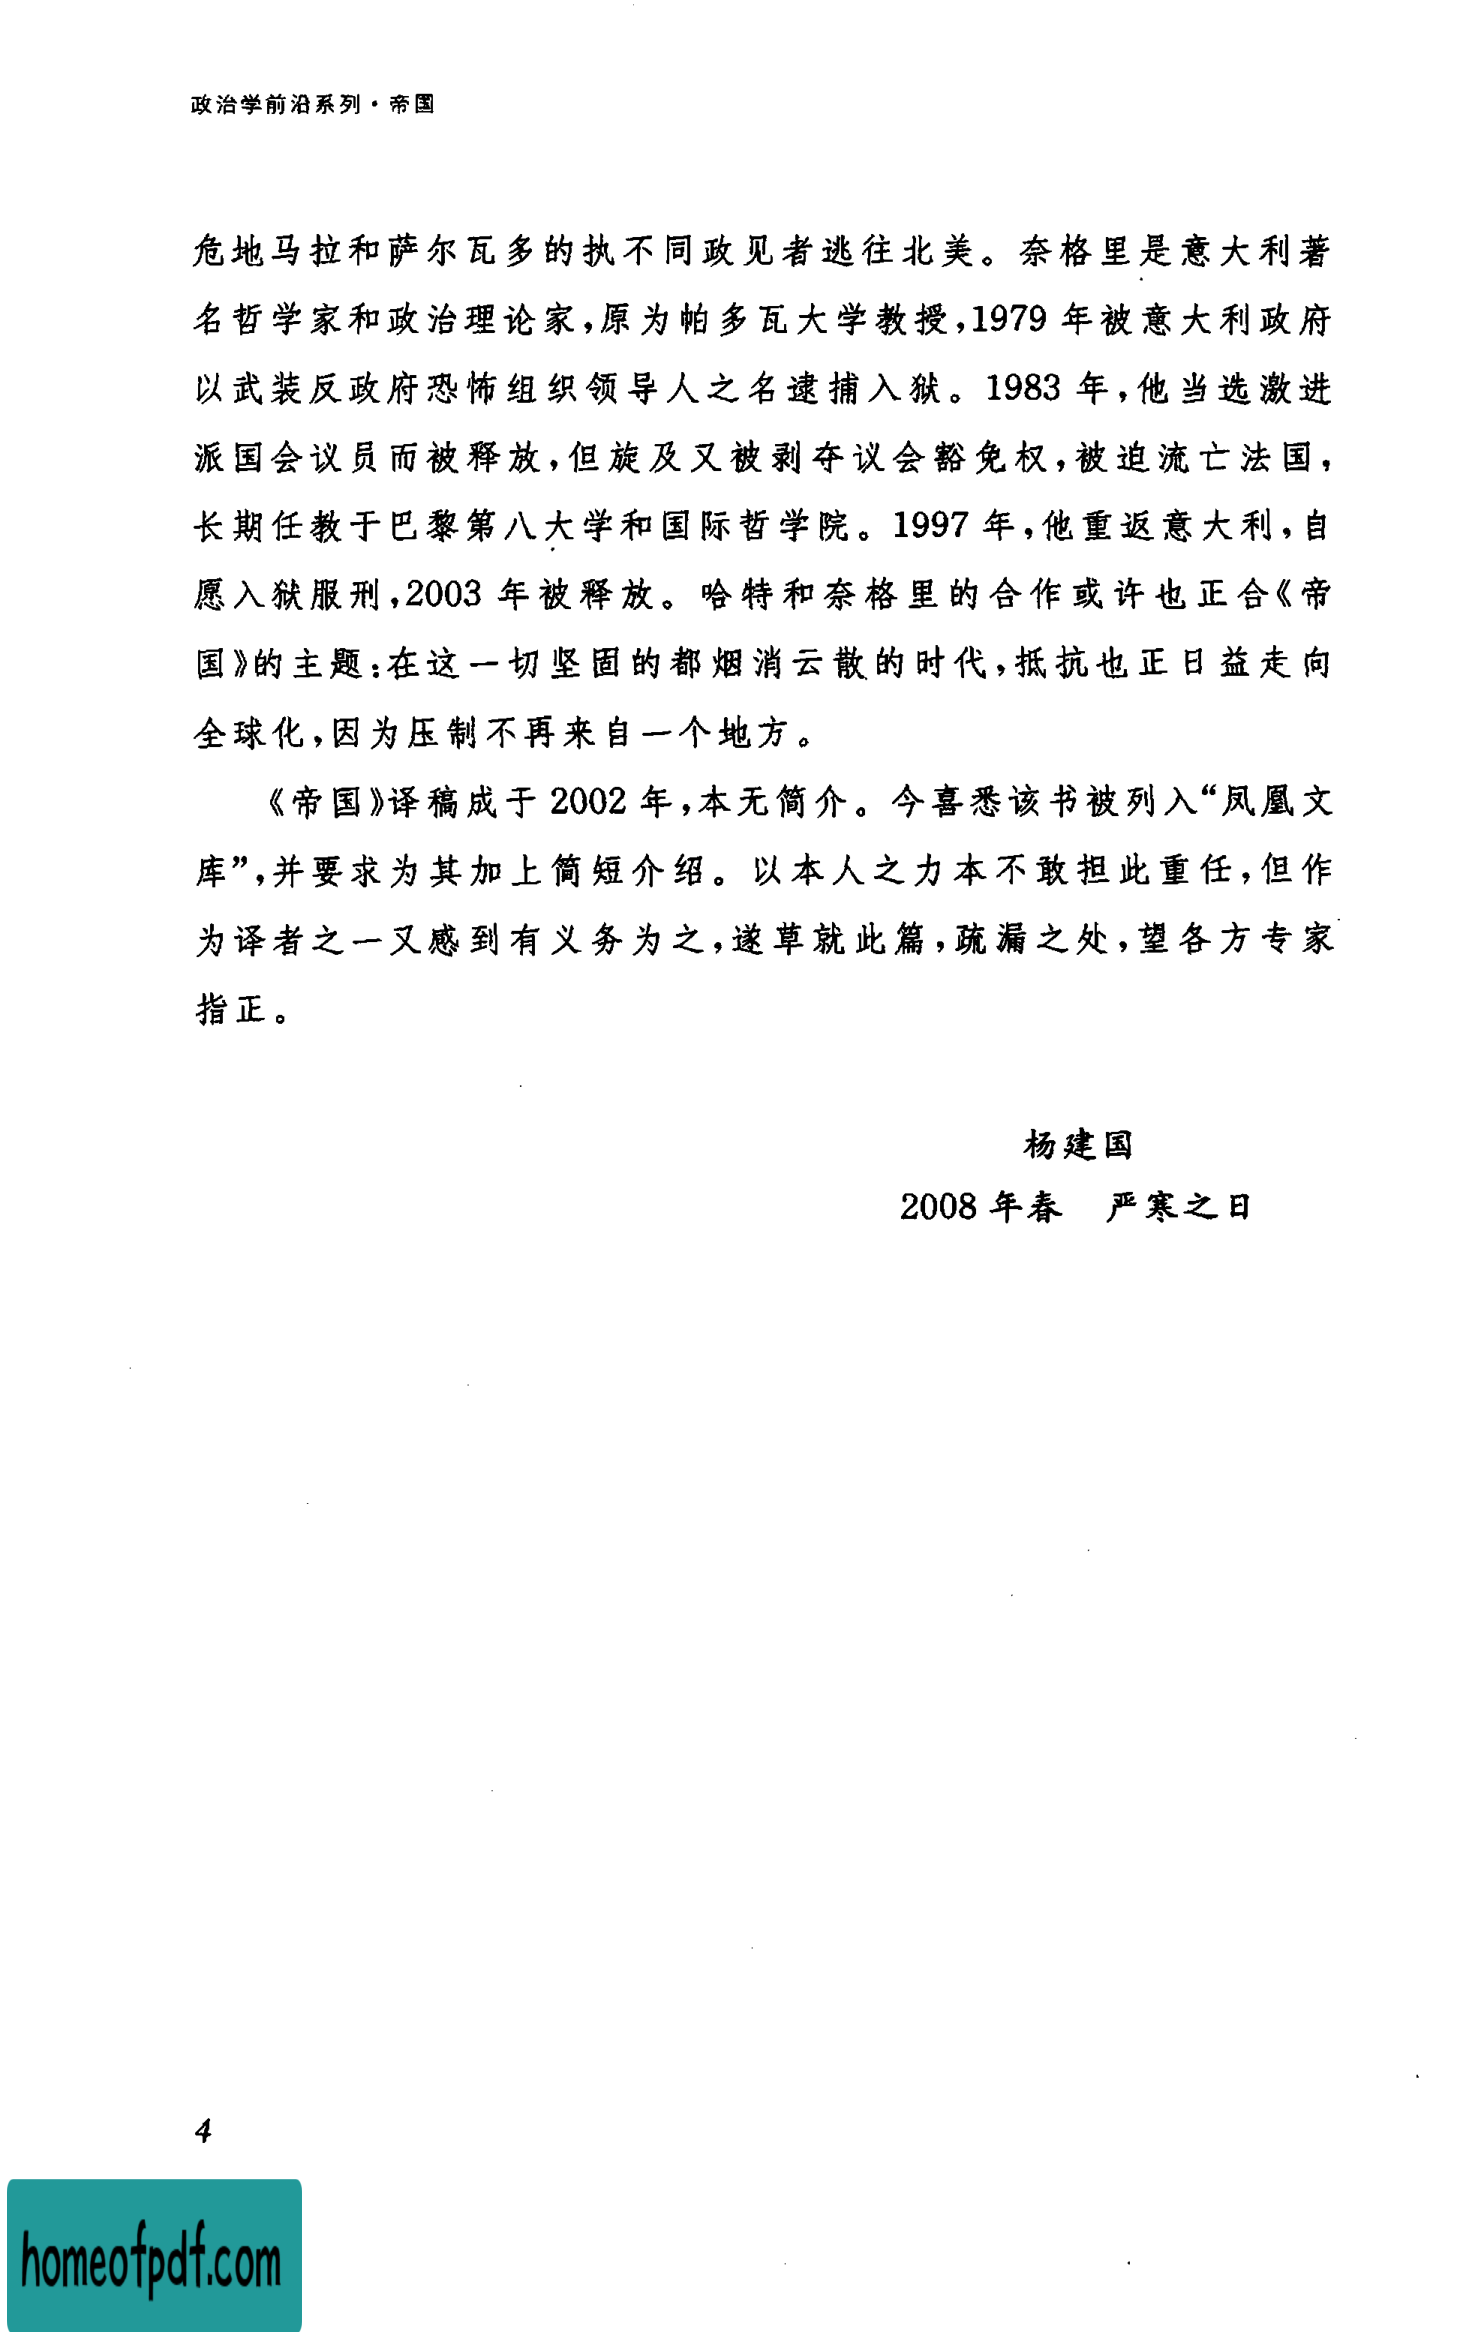 政治学前沿系列·帝国
危地马拉和萨尔瓦多的执不同政见者逃往北美。奈格里是意大利著
名哲学家和政治理论家,原为帕多瓦大学教授,1979 年被意大利政府
以武装反政府恐怖组织领导人之名逮捕入狱。1983 年,他当选激进
派国会议员而被释放,但旋及又被剥夺议会豁免权,被迫流亡法国,
长期任教于巴黎第八大学和国际哲学院。1997 年,他重返意大利,自
愿入狱服刑,2003 年被释放。哈特和奈格里的合作或许也正合《帝
国》的主题:在这一切坚固的都烟消云散的时代,抵抗也正日益走向
全球化,因为压制不再来自一个地方。
《帝国》译稿成于 2002 年,本无简介。今喜悉该书被列入“凤凰文
库”,并要求为其加上简短介绍。以本人之力本不敢担此重任,但作
为译者之一又感到有义务为之,遂草就此篇,疏漏之处,望各方专家
指正。
杨建国
2008 年春　严寒之日
4
homeofpdf.com